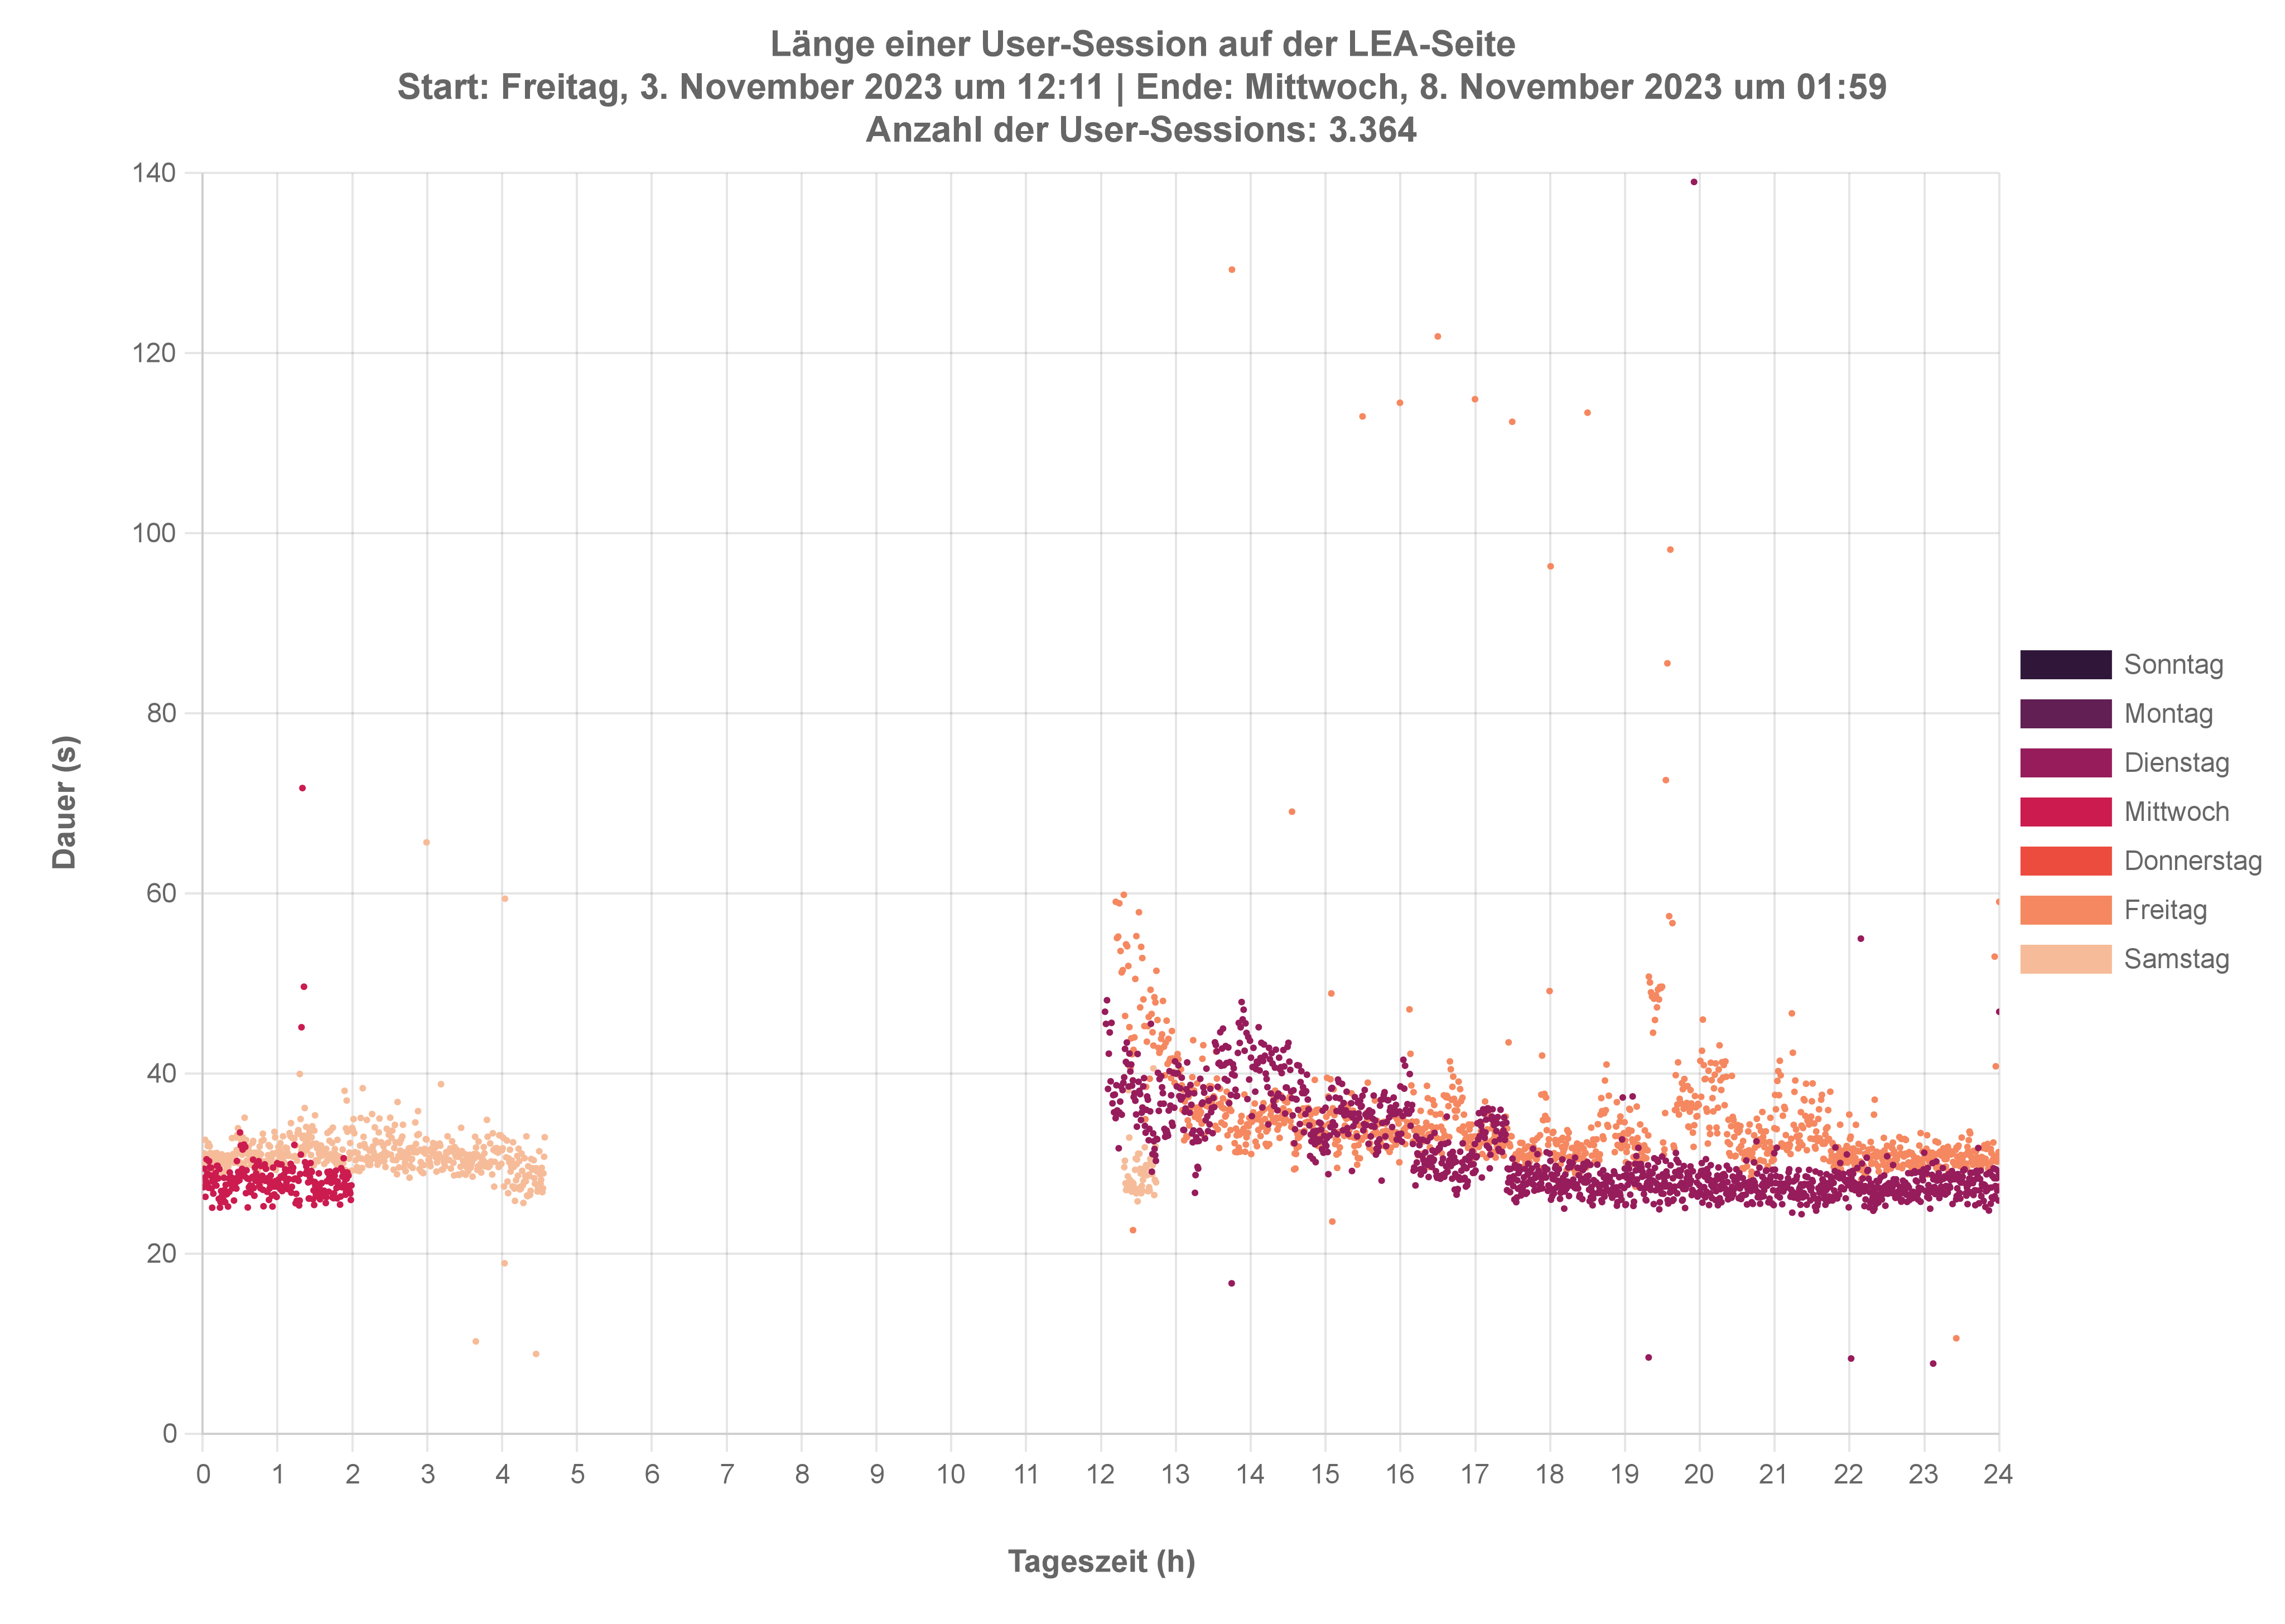 Länge einer User-Session auf der LEA-Seite
Start: Freitag, 3. November 2023 um 12:11 | Ende: Mittwoch, 8. November 2023 um 01:59
Anzahl der User-Sessions: 3.364
140
120
100
80
60
40
20
0
Dauer (s)
0 1 2 3 4 5 6 7 8 9 10 11 12 13 14 15 16 17 18 19 20 21 22 23 24
Tageszeit (h)
Sonntag
Montag
Dienstag
Mittwoch
Donnerstag
Freitag
Samstag